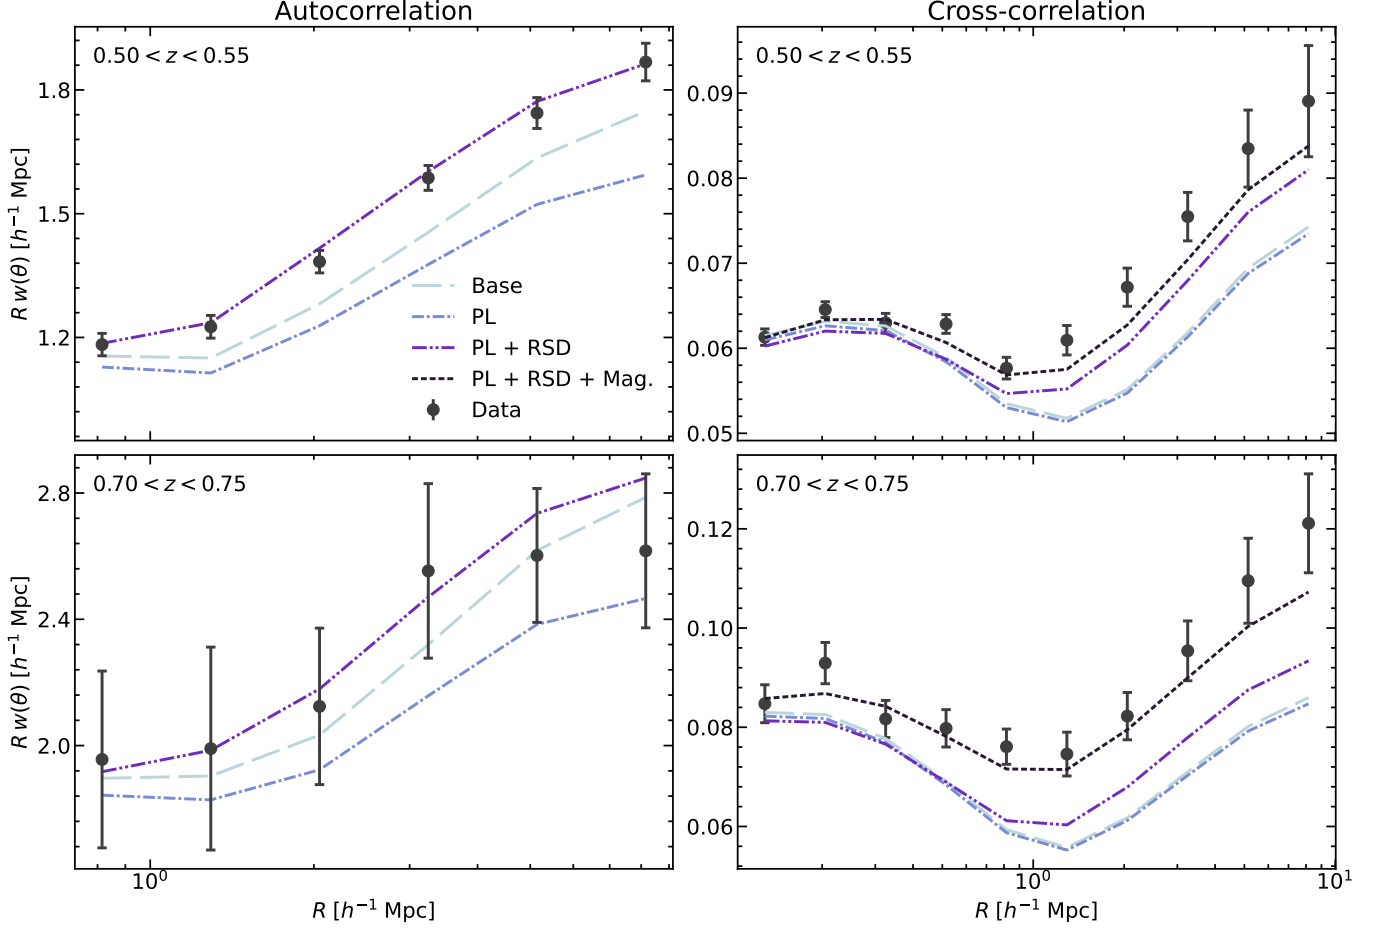 Autocorrelation
Cross-correlation
0.50 < z < 0.55
1.8
1.5
1.2
R w(θ) [h⁻¹ Mpc]
Base
PL
PL + RSD
PL + RSD + Mag.
Data
0.50 < z < 0.55
0.09
0.08
0.07
0.06
0.05
0.70 < z < 0.75
2.8
2.4
2.0
R w(θ) [h⁻¹ Mpc]
10⁰
R [h⁻¹ Mpc]
0.70 < z < 0.75
0.12
0.10
0.08
0.06
10⁰
10¹
R [h⁻¹ Mpc]